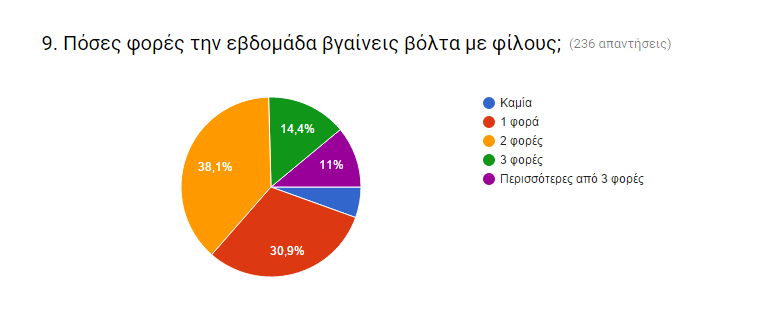 9. Πόσες φορές την εβδομάδα βγαίνεις βόλτα με φίλους; (236 απαντήσεις)
Καμία
1 φορά
2 φορές
3 φορές
Περισσότερες από 3 φορές
14,4%
11%
38,1%
30,9%